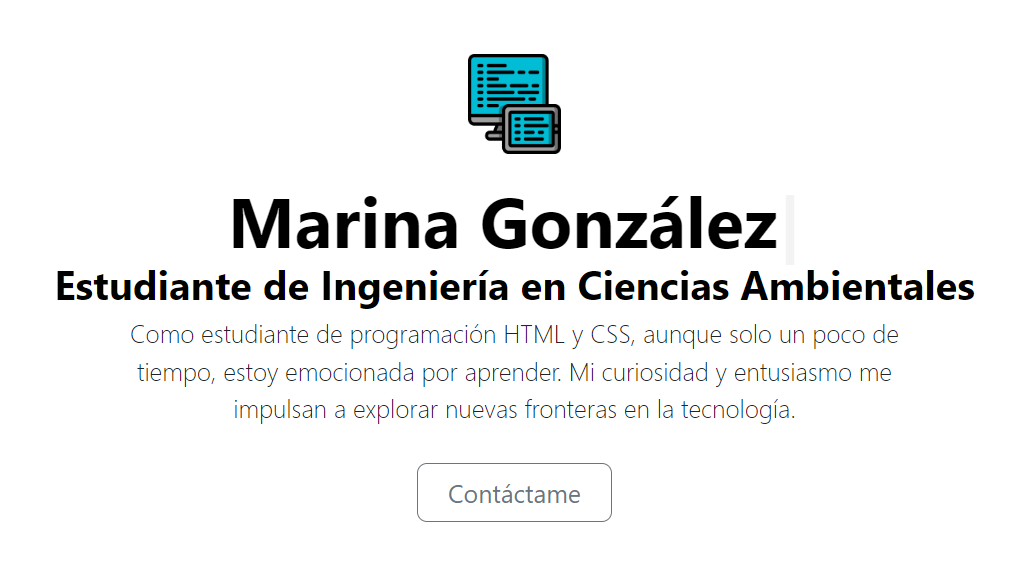 Marina González
Estudiante de Ingeniería en Ciencias Ambientales
Como estudiante de programación HTML y CSS, aunque solo un poco de
tiempo, estoy emocionada por aprender. Mi curiosidad y entusiasmo me
impulsan a explorar nuevas fronteras en la tecnología.
Contáctame